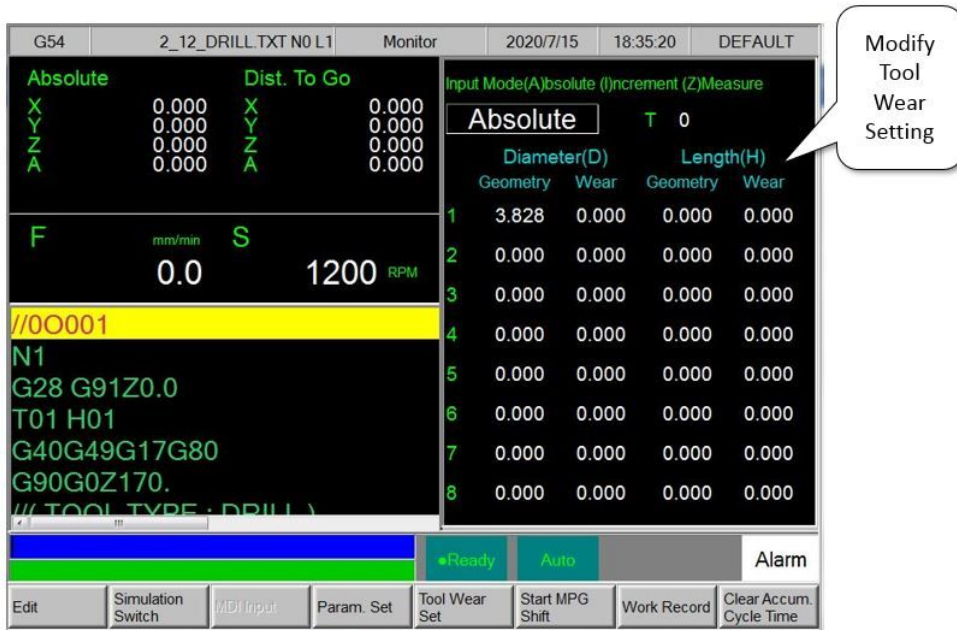 G54 2_12_DRILL.TXT N0 L1 Monitor 2020/7/15 18:35:20 DEFAULT
Absolute Dist. To Go
X 0.000 X 0.000
Y 0.000 Y 0.000
Z 0.000 Z 0.000
A 0.000 A 0.000
F mm/min S
0.0 1200 RPM
//0O001
N1
G28 G91Z0.0
T01 H01
G40G49G17G80
G90G0Z170.
///( TOOL TYPE : DRILL )
Input Mode(A)bsolute (I)ncrement (Z)Measure
Absolute T 0
Diameter(D) Length(H)
Geometry Wear Geometry Wear
1 3.828 0.000 0.000 0.000
2 0.000 0.000 0.000 0.000
3 0.000 0.000 0.000 0.000
4 0.000 0.000 0.000 0.000
5 0.000 0.000 0.000 0.000
6 0.000 0.000 0.000 0.000
7 0.000 0.000 0.000 0.000
8 0.000 0.000 0.000 0.000
Modify
Tool
Wear
Setting
●Ready Auto Alarm
Edit
Simulation
Switch
MDI Input
Param. Set
Tool Wear
Set
Start MPG
Shift
Work Record
Clear Accum.
Cycle Time